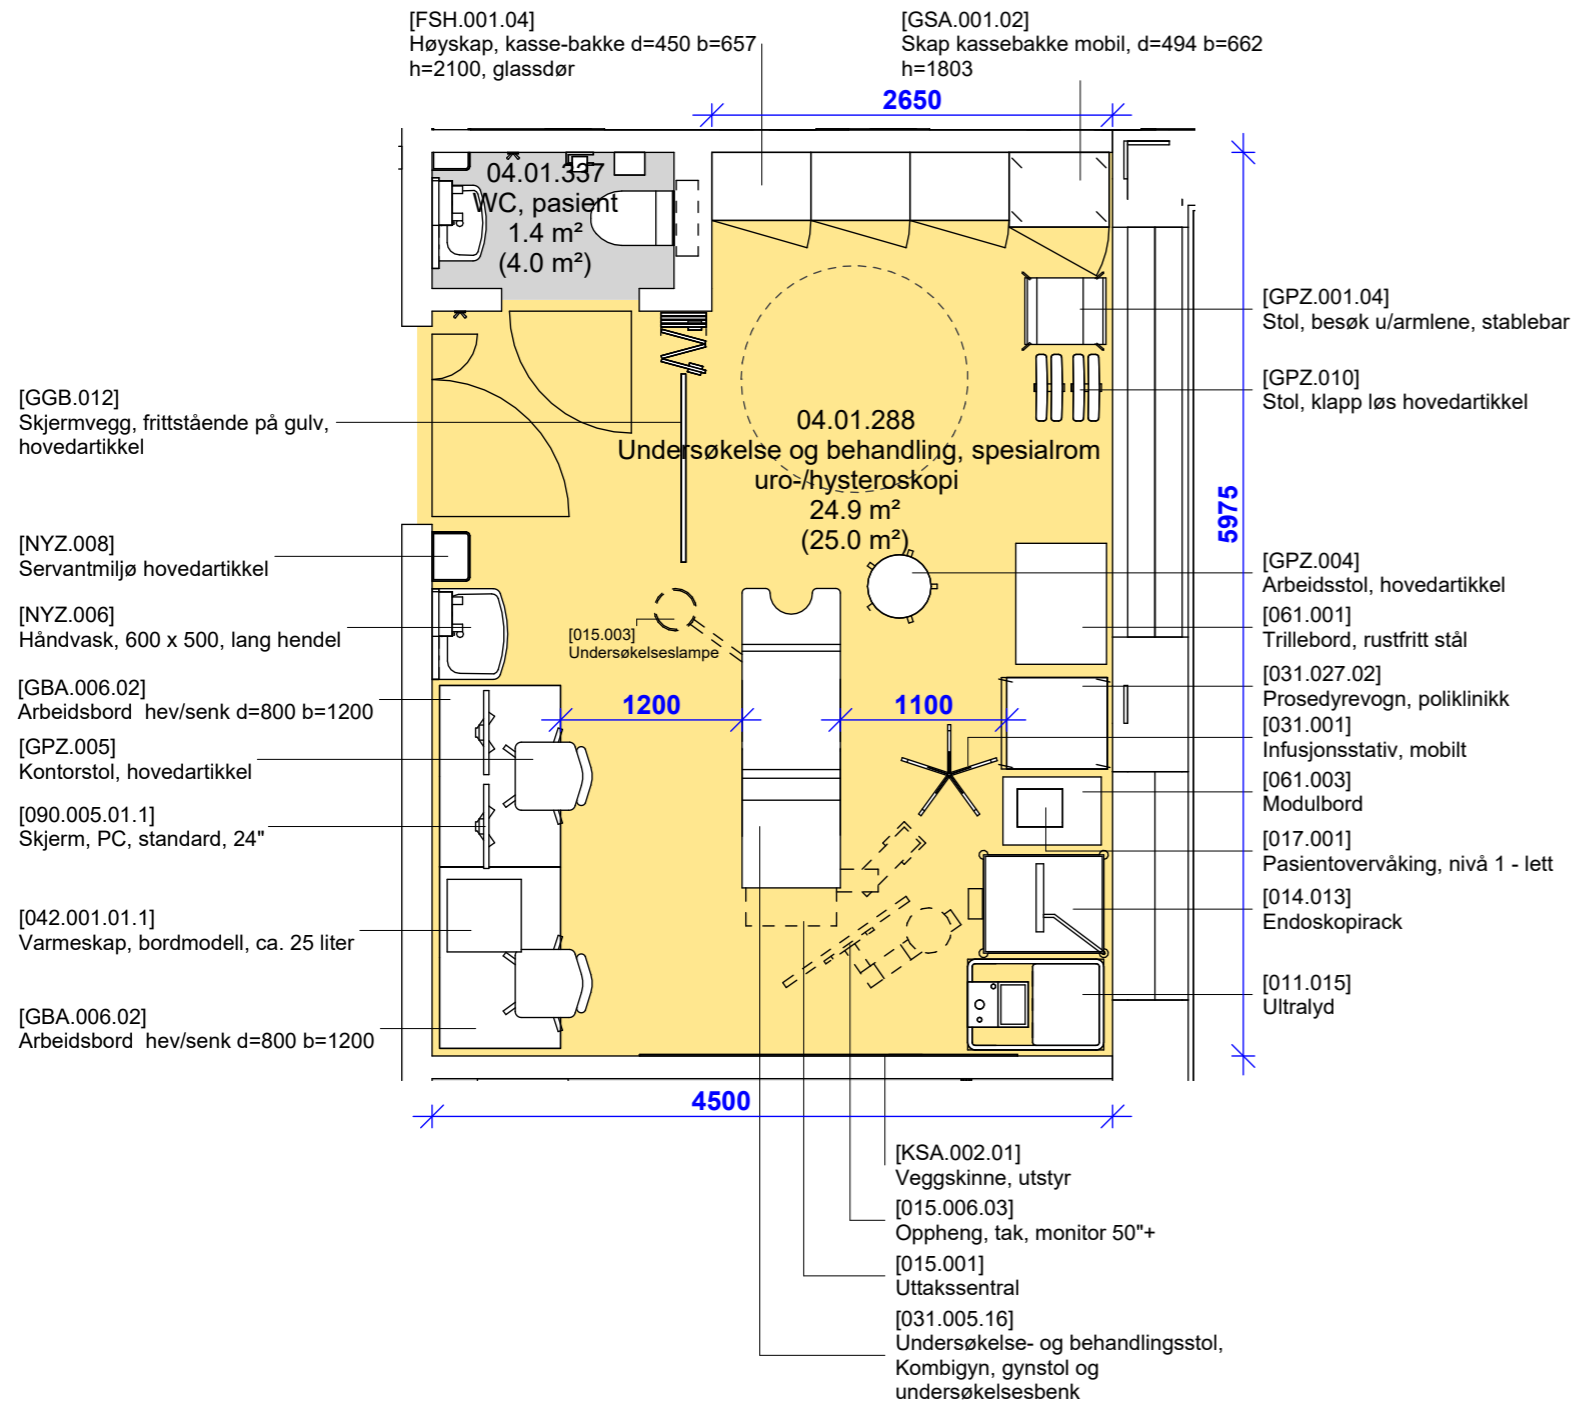 [FSH.001.04]
Høyskap, kasse-bakke d=450 b=657
h=2100, glassdør
[GSA.001.02]
Skap kassebakke mobil, d=494 b=662
h=1803
2650
04.01.337
WC, pasient
1.4 m²
(4.0 m²)
[GPZ.001.04]
Stol, besøk u/armlene, stablebar
[GPZ.010]
Stol, klapp løs hovedartikkel
[GGB.012]
Skjermvegg, frittstående på gulv,
hovedartikkel
04.01.288
Undersøkelse og behandling, spesialrom
uro-/hysteroskopi
24.9 m²
(25.0 m²)
5975
[NYZ.008]
Servantmiljø hovedartikkel
[NYZ.006]
Håndvask, 600 x 500, lang hendel
[GBA.006.02]
Arbeidsbord  hev/senk d=800 b=1200
[GPZ.005]
Kontorstol, hovedartikkel
[090.005.01.1]
Skjerm, PC, standard, 24"
[042.001.01.1]
Varmeskap, bordmodell, ca. 25 liter
[GBA.006.02]
Arbeidsbord  hev/senk d=800 b=1200
[015.003]
Undersøkelseslampe
1200
1100
[GPZ.004]
Arbeidsstol, hovedartikkel
[061.001]
Trillebord, rustfritt stål
[031.027.02]
Prosedyrevogn, poliklinikk
[031.001]
Infusjonsstativ, mobilt
[061.003]
Modulbord
[017.001]
Pasientovervåking, nivå 1 - lett
[014.013]
Endoskopirack
[011.015]
Ultralyd
4500
[KSA.002.01]
Veggskinne, utstyr
[015.006.03]
Oppheng, tak, monitor 50"+
[015.001]
Uttakssentral
[031.005.16]
Undersøkelse- og behandlingsstol,
Kombigyn, gynstol og
undersøkelsesbenk